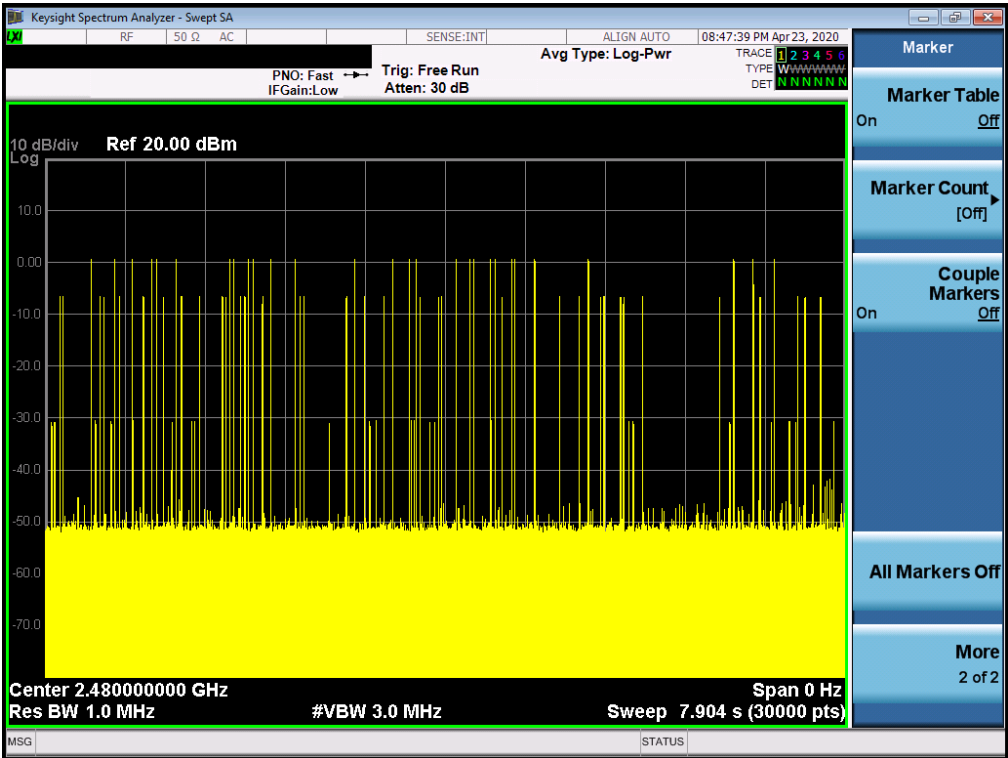 Keysight Spectrum Analyzer - Swept SA
LXI RF 50 Ω AC SENSE:INT ALIGN AUTO 08:47:39 PM Apr 23, 2020
Avg Type: Log-Pwr TRACE 1 2 3 4 5 6
PNO: Fast Trig: Free Run TYPE WWWWWW
IFGain:Low Atten: 30 dB DET N N N N N N
10 dB/div Ref 20.00 dBm
Log
10.0
0.00
-10.0
-20.0
-30.0
-40.0
-50.0
-60.0
-70.0
Center 2.480000000 GHz Span 0 Hz
Res BW 1.0 MHz #VBW 3.0 MHz Sweep 7.904 s (30000 pts)
MSG STATUS
Marker
Marker Table
On Off
Marker Count
[Off]
Couple
Markers
On Off
All Markers Off
More
2 of 2